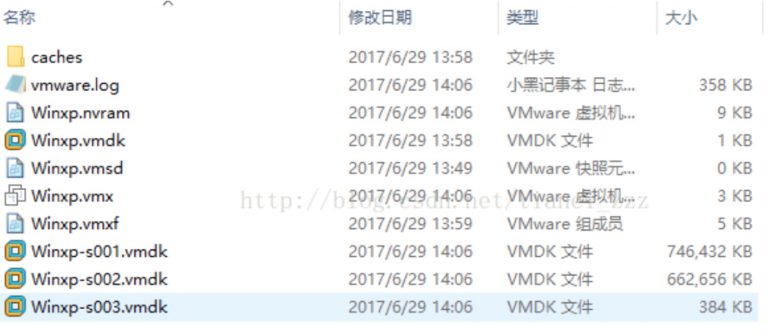 名称 修改日期 类型 大小
caches 2017/6/29 13:58 文件夹
vmware.log 2017/6/29 14:06 小黑记事本 日志... 358 KB
Winxp.nvram 2017/6/29 14:06 VMware 虚拟机... 9 KB
Winxp.vmdk 2017/6/29 13:58 VMDK 文件 1 KB
Winxp.vmsd 2017/6/29 13:49 VMware 快照元... 0 KB
Winxp.vmx 2017/6/29 14:06 VMware 虚拟机... 3 KB
http://blog.csdn.net/
Winxp.vmxf 2017/6/29 13:59 VMware 组成员 5 KB
Winxp-s001.vmdk 2017/6/29 14:06 VMDK 文件 746,432 KB
Winxp-s002.vmdk 2017/6/29 14:06 VMDK 文件 662,656 KB
Winxp-s003.vmdk 2017/6/29 14:06 VMDK 文件 384 KB